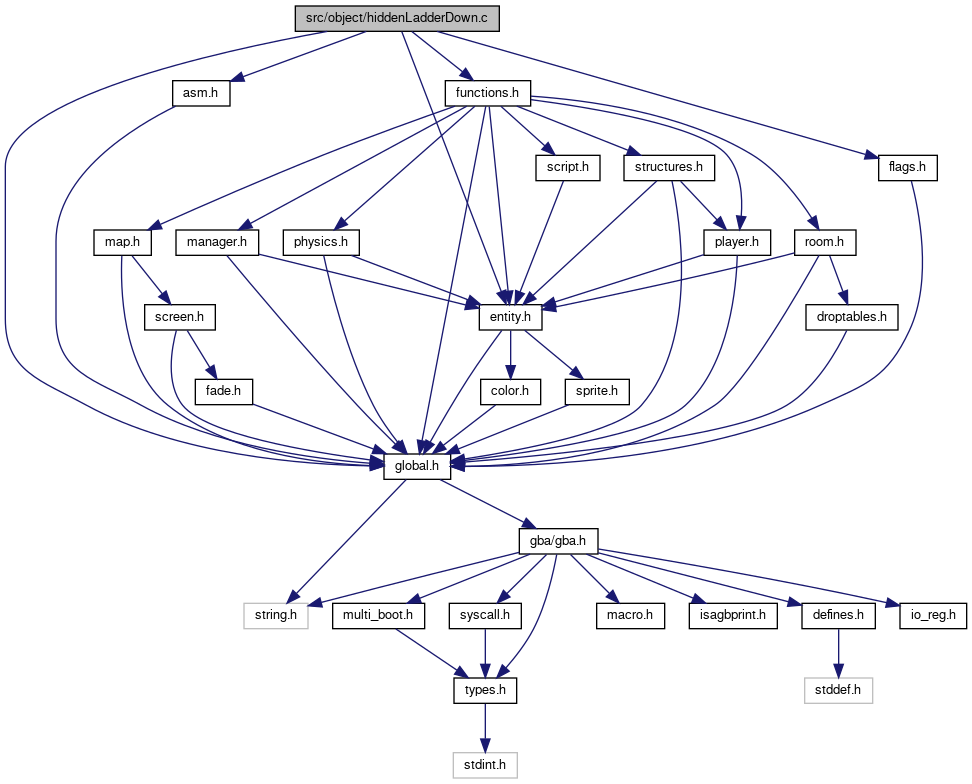 src/object/hiddenLadderDown.c
asm.h
functions.h
script.h
structures.h
flags.h
map.h
manager.h
physics.h
player.h
room.h
screen.h
entity.h
droptables.h
fade.h
color.h
sprite.h
global.h
gba/gba.h
string.h
multi_boot.h
syscall.h
macro.h
isagbprint.h
defines.h
io_reg.h
types.h
stddef.h
stdint.h